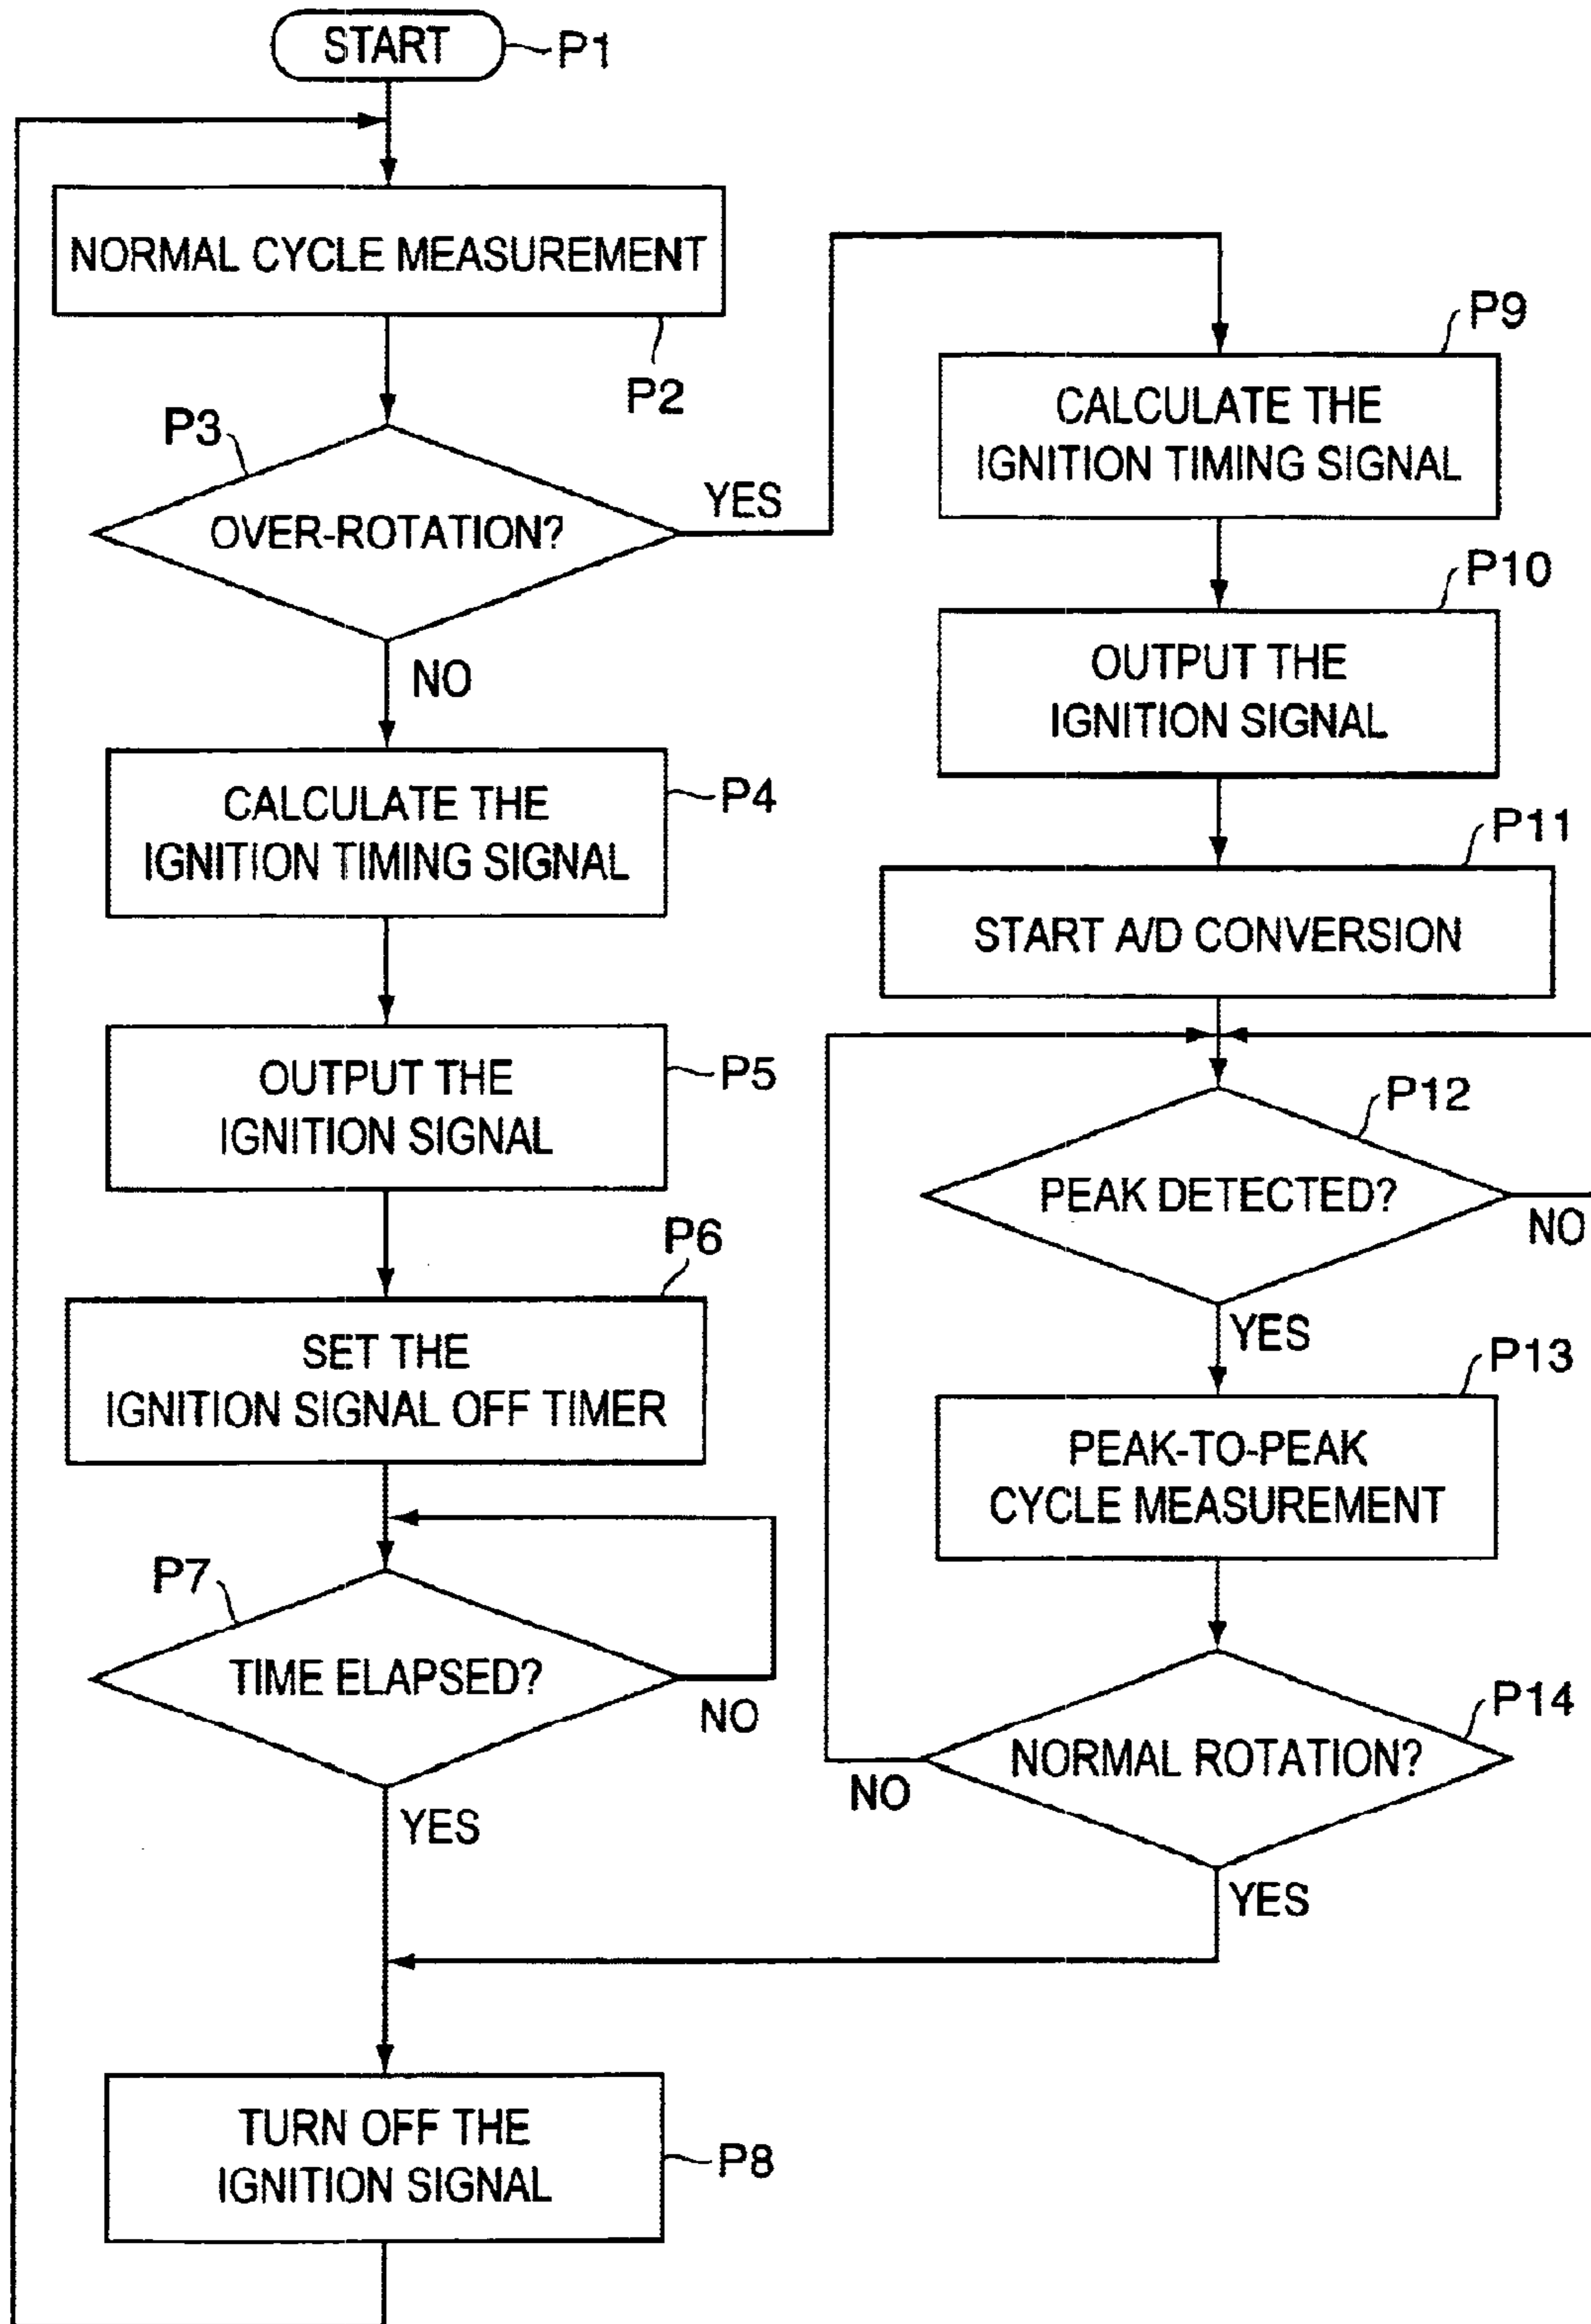 START
P1
NORMAL CYCLE MEASUREMENT
P2
P3
OVER-ROTATION?
YES
NO
CALCULATE THE
IGNITION TIMING SIGNAL
P4
OUTPUT THE
IGNITION SIGNAL
P5
P6
SET THE
IGNITION SIGNAL OFF TIMER
P7
TIME ELAPSED?
NO
YES
TURN OFF THE
IGNITION SIGNAL
P8
P9
CALCULATE THE
IGNITION TIMING SIGNAL
P10
OUTPUT THE
IGNITION SIGNAL
P11
START A/D CONVERSION
P12
PEAK DETECTED?
NO
YES
P13
PEAK-TO-PEAK
CYCLE MEASUREMENT
P14
NORMAL ROTATION?
NO
YES